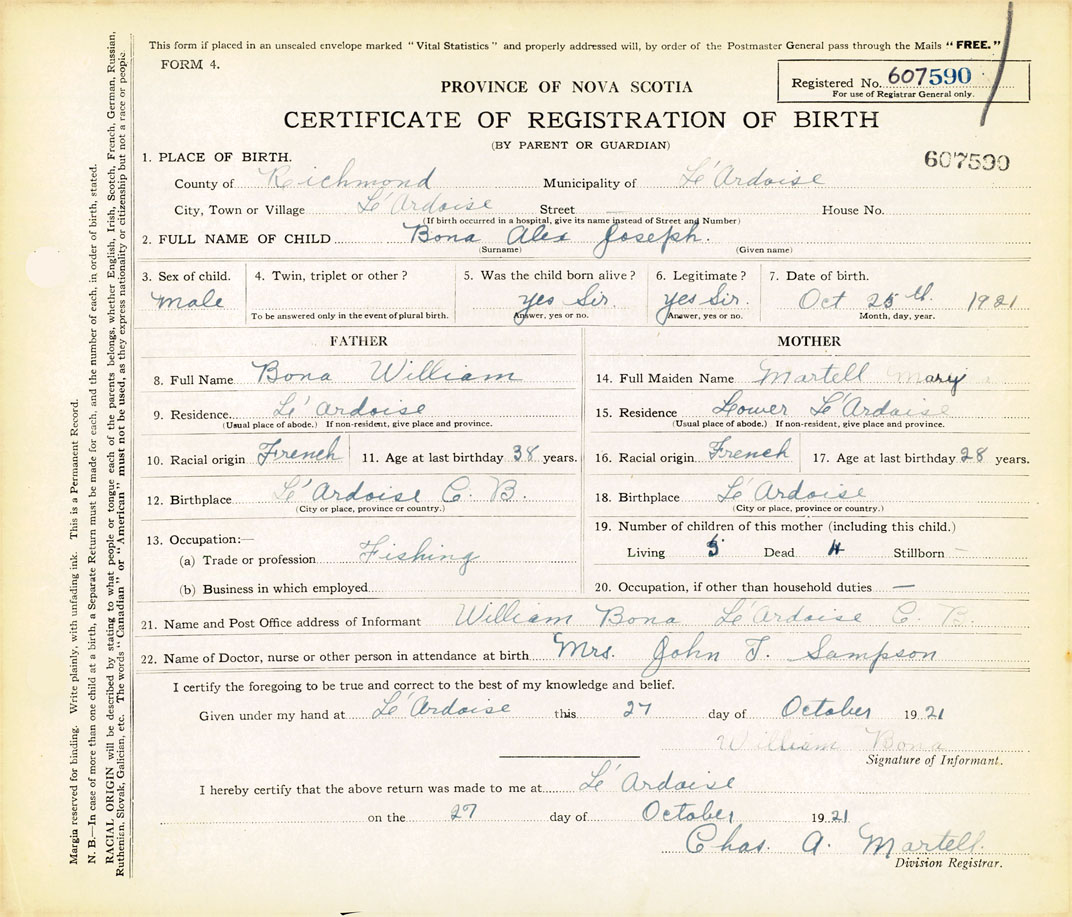 This form if placed in an unsealed envelope marked "Vital Statistics" and properly addressed will, by order of the Postmaster General pass through the Mails "FREE."
FORM 4.
Registered No. 607590
For use of Registrar General only.
PROVINCE OF NOVA SCOTIA
CERTIFICATE OF REGISTRATION OF BIRTH
(BY PARENT OR GUARDIAN)
607590
1. PLACE OF BIRTH.
County of Richmond Municipality of Lé Ardoise
City, Town or Village Lé Ardoise Street — House No.
(If birth occurred in a hospital, give its name instead of Street and Number)
2. FULL NAME OF CHILD Bona Alex Joseph.
(Surname) (Given name)
3. Sex of child. 4. Twin, triplet or other? 5. Was the child born alive? 6. Legitimate? 7. Date of birth.
Male yes Sir. yes Sir. Oct 25th. 1921
To be answered only in the event of plural birth. Answer, yes or no. Answer, yes or no. Month, day, year.
FATHER
8. Full Name Bona William
9. Residence Lé Ardoise
(Usual place of abode.) If non-resident, give place and province.
10. Racial origin French 11. Age at last birthday 38 years.
12. Birthplace Lé Ardoise C. B.
(City or place, province or country.)
13. Occupation:—
(a) Trade or profession Fishing
(b) Business in which employed
MOTHER
14. Full Maiden Name Martell Mary
15. Residence Lower Lé Ardoise
(Usual place of abode.) If non-resident, give place and province.
16. Racial origin French 17. Age at last birthday 28 years.
18. Birthplace Lé Ardoise
(City or place, province or country.)
19. Number of children of this mother (including this child.)
Living 5 Dead 4 Stillborn —
20. Occupation, if other than household duties —
21. Name and Post Office address of Informant William Bona Lé Ardoise C. B.
22. Name of Doctor, nurse or other person in attendance at birth Mrs. John T. Sampson
I certify the foregoing to be true and correct to the best of my knowledge and belief.
Given under my hand at Lé Ardoise this 27 day of October 1921
William Bona
Signature of Informant.
I hereby certify that the above return was made to me at Lé Ardoise
on the 27 day of October 1921
Chas. A. Martell.
Division Registrar.
Margin reserved for binding. Write plainly, with unfading ink. This is a Permanent Record.
N. B.—In case of more than one child at a birth, a Separate Return must be made for each, and the number of each, in order of birth, stated.
RACIAL ORIGIN will be described by stating to what people or tongue each of the parents belongs, whether English, Irish, Scotch, French, German, Russian,
Ruthenian, Slovak, Galician, etc. The words "Canadian" or "American" must not be used, as they express nationality or citizenship but not a race or people